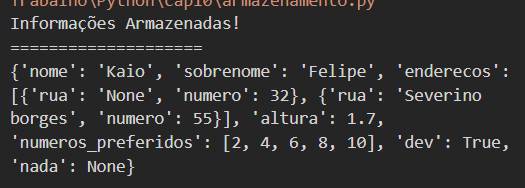 Trabalho\Python\cap10\armazenamento.py
Informações Armazenadas!
====================
{'nome': 'Kaio', 'sobrenome': 'Felipe', 'enderecos':
[{'rua': 'None', 'numero': 32}, {'rua': 'Severino
borges', 'numero': 55}], 'altura': 1.7,
'numeros_preferidos': [2, 4, 6, 8, 10], 'dev': True,
'nada': None}